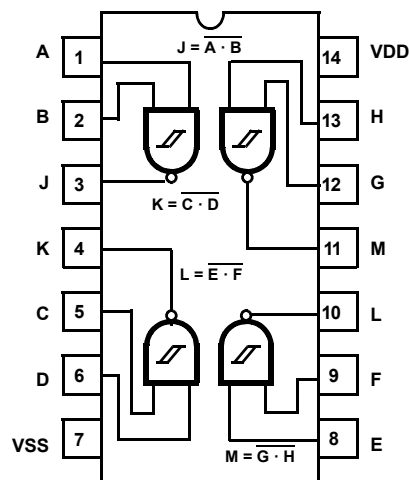 J = A · B
A 1 14 VDD
B 2 13 H
J 3 12 G
K = C · D
K 4 11 M
L = E · F
C 5 10 L
D 6 9 F
VSS 7 8 E
M = G · H